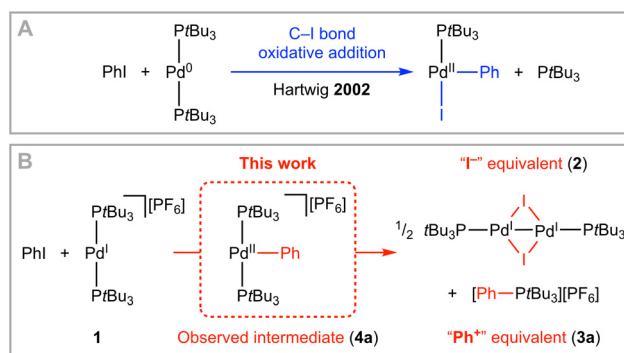 A
PhI + PtBu3 Pd0 PtBu3
C–I bond
oxidative addition
Hartwig 2002
PtBu3
PdII Ph + PtBu3
I
B
This work
"I–" equivalent (2)
PhI + PtBu3 PdI PtBu3 [PF6]
PtBu3 PdII Ph PtBu3 [PF6]
1/2 tBu3P PdI PdI PtBu3
I
I
+ [Ph PtBu3][PF6]
1
Observed intermediate (4a)
"Ph+" equivalent (3a)